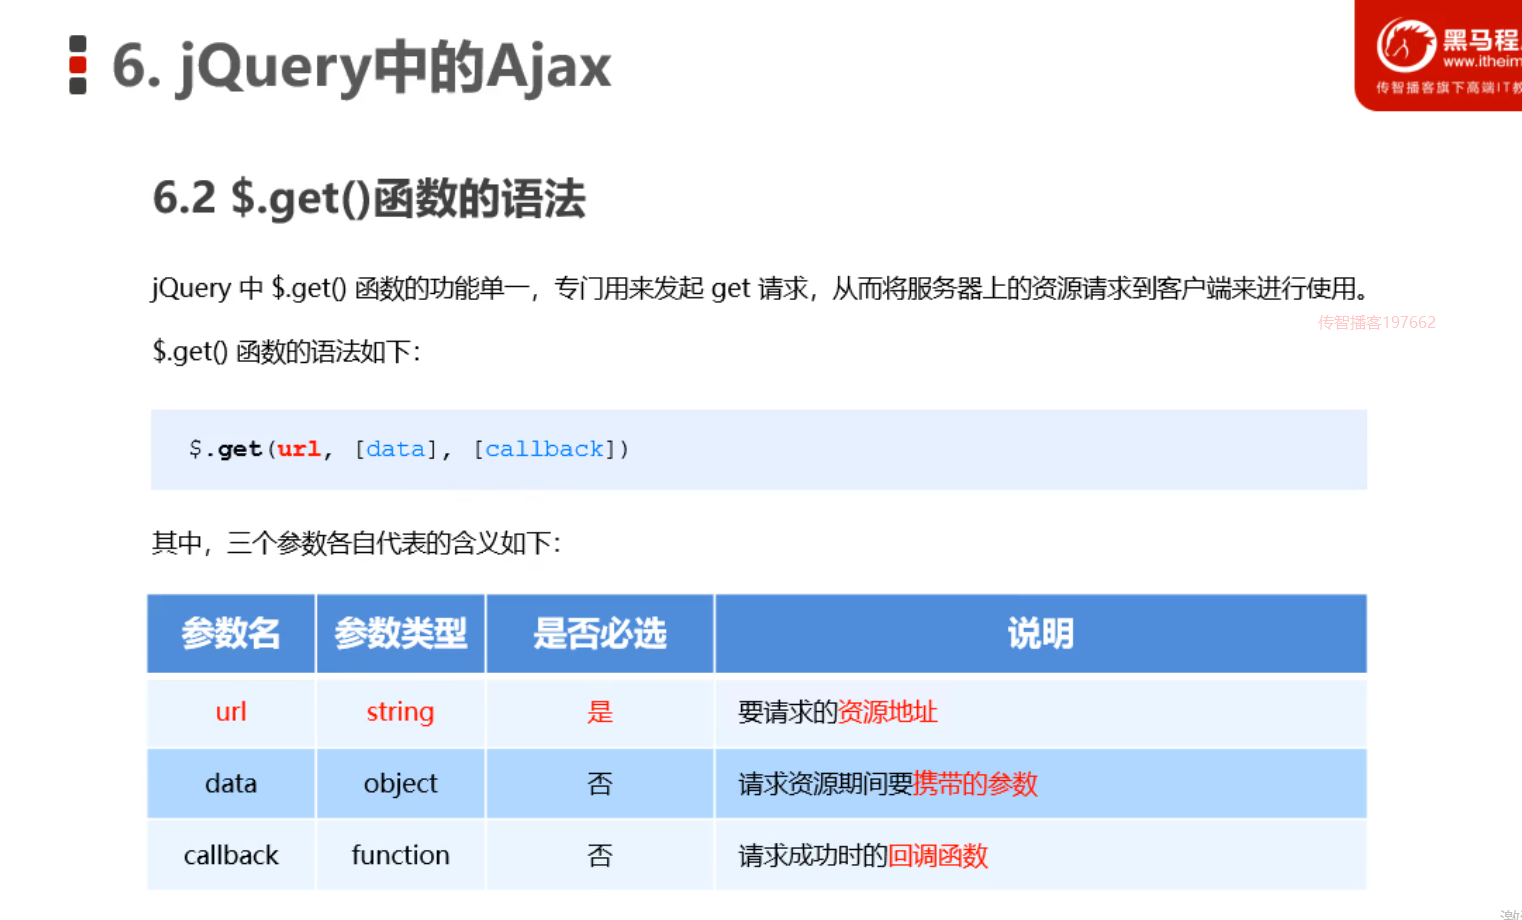 6. jQuery中的Ajax
黑马程
www.itheim
传智播客旗下高端IT教
6.2 $.get()函数的语法
jQuery 中 $.get() 函数的功能单一，专门用来发起 get 请求，从而将服务器上的资源请求到客户端来进行使用。
传智播客197662
$.get() 函数的语法如下：
$.get(url, [data], [callback])
其中，三个参数各自代表的含义如下：
参数名 参数类型 是否必选 说明
url string 是 要请求的资源地址
data object 否 请求资源期间要携带的参数
callback function 否 请求成功时的回调函数